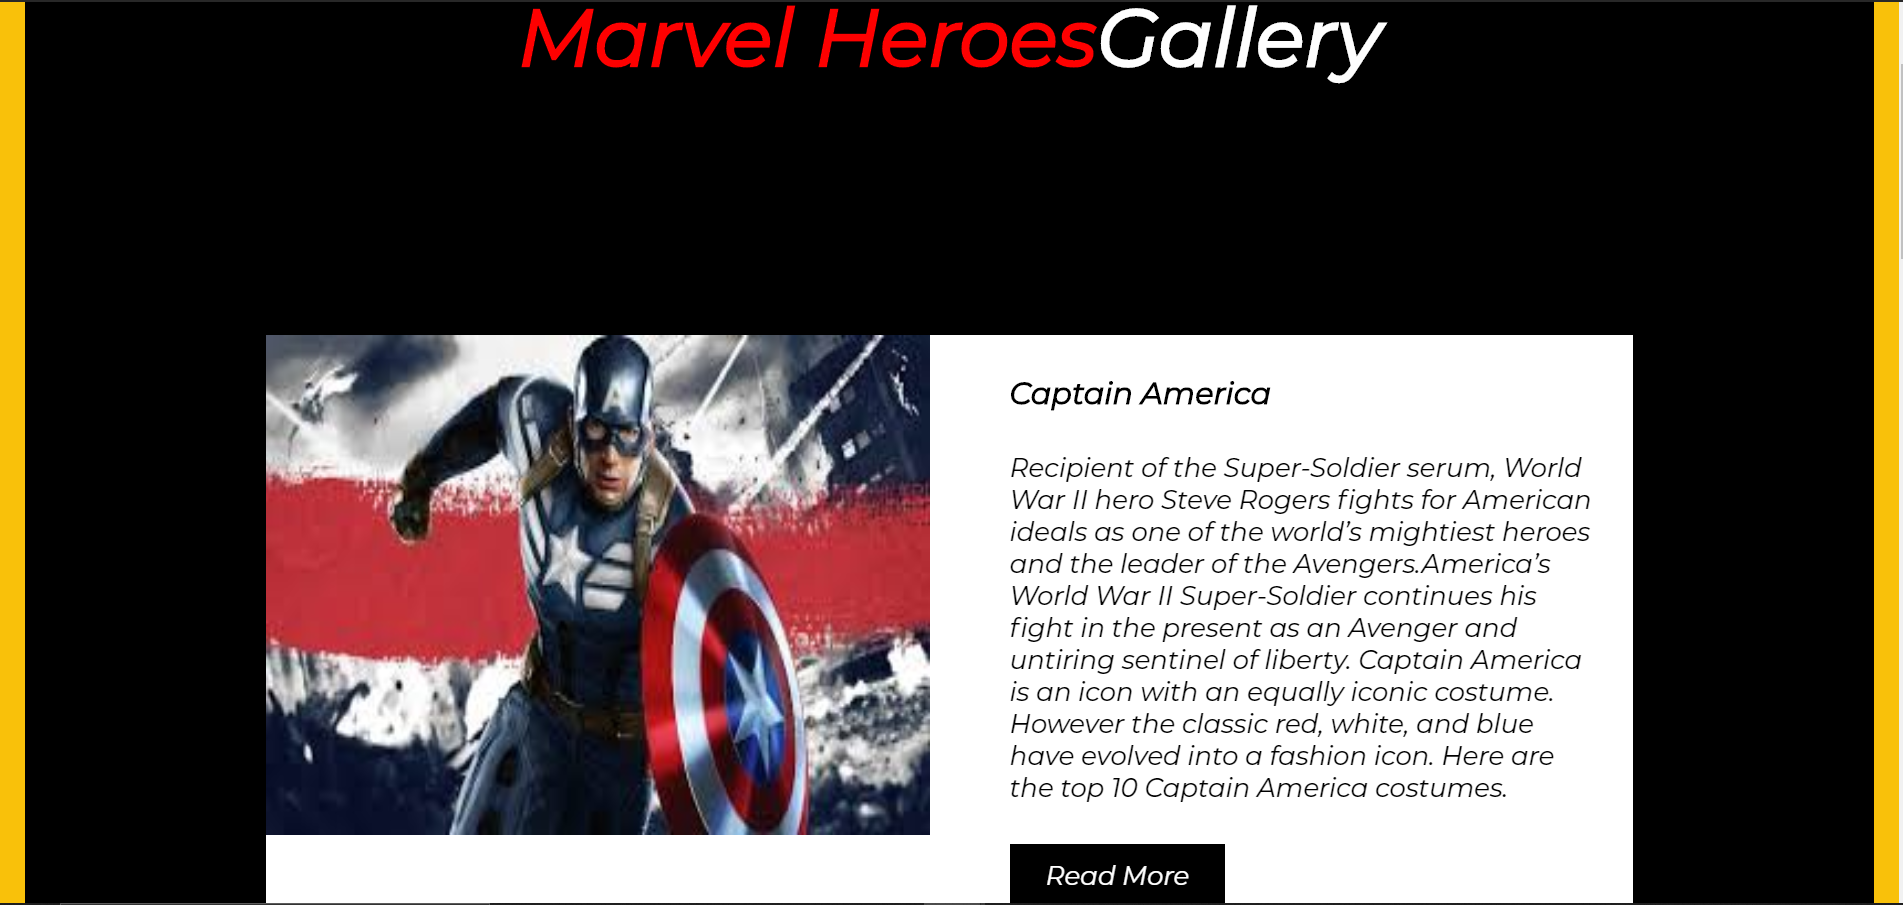 Marvel HeroesGallery
Captain America
Recipient of the Super-Soldier serum, World
War II hero Steve Rogers fights for American
ideals as one of the world’s mightiest heroes
and the leader of the Avengers.America’s
World War II Super-Soldier continues his
fight in the present as an Avenger and
untiring sentinel of liberty. Captain America
is an icon with an equally iconic costume.
However the classic red, white, and blue
have evolved into a fashion icon. Here are
the top 10 Captain America costumes.
Read More
A